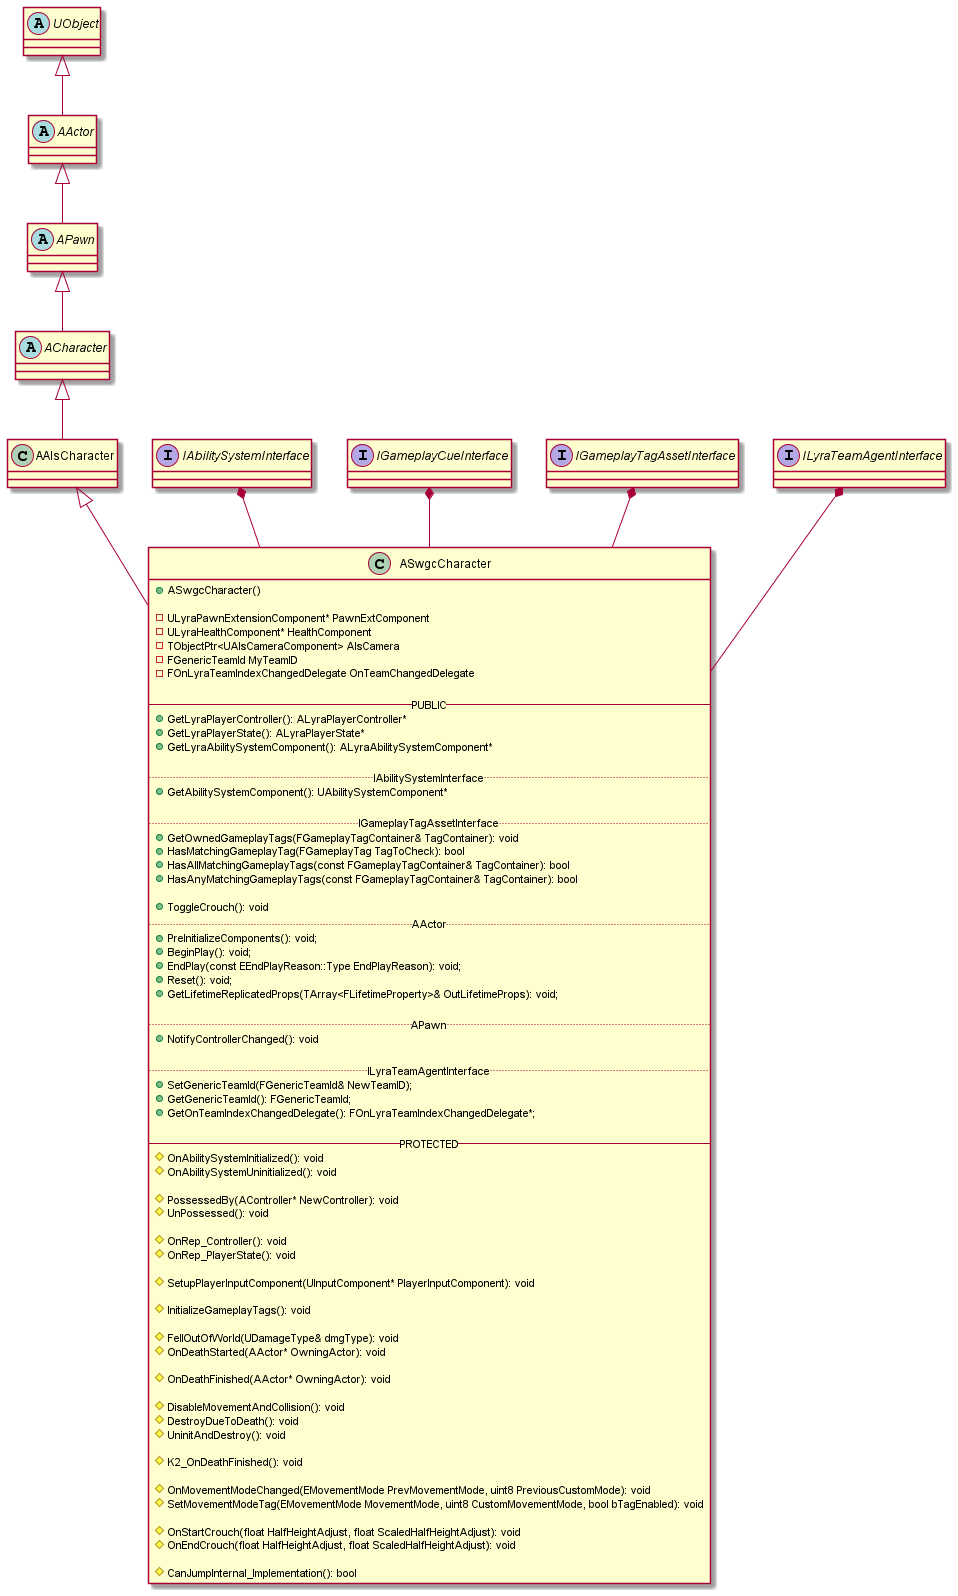 A UObject
A AActor
A APawn
A ACharacter
C AAlsCharacter
I IAbilitySystemInterface
I IGameplayCueInterface
I IGameplayTagAssetInterface
I ILyraTeamAgentInterface
C ASwgcCharacter
ASwgcCharacter()
ULyraPawnExtensionComponent* PawnExtComponent
ULyraHealthComponent* HealthComponent
TObjectPtr<UAlsCameraComponent> AlsCamera
FGenericTeamId MyTeamID
FOnLyraTeamIndexChangedDelegate OnTeamChangedDelegate
PUBLIC
GetLyraPlayerController(): ALyraPlayerController*
GetLyraPlayerState(): ALyraPlayerState*
GetLyraAbilitySystemComponent(): ALyraAbilitySystemComponent*
IAbilitySystemInterface
GetAbilitySystemComponent(): UAbilitySystemComponent*
IGameplayTagAssetInterface
GetOwnedGameplayTags(FGameplayTagContainer& TagContainer): void
HasMatchingGameplayTag(FGameplayTag TagToCheck): bool
HasAllMatchingGameplayTags(const FGameplayTagContainer& TagContainer): bool
HasAnyMatchingGameplayTags(const FGameplayTagContainer& TagContainer): bool
ToggleCrouch(): void
AActor
PreInitializeComponents(): void;
BeginPlay(): void;
EndPlay(const EEndPlayReason::Type EndPlayReason): void;
Reset(): void;
GetLifetimeReplicatedProps(TArray<FLifetimeProperty>& OutLifetimeProps): void;
APawn
NotifyControllerChanged(): void
ILyraTeamAgentInterface
SetGenericTeamId(FGenericTeamId& NewTeamID);
GetGenericTeamId(): FGenericTeamId;
GetOnTeamIndexChangedDelegate(): FOnLyraTeamIndexChangedDelegate*;
PROTECTED
OnAbilitySystemInitialized(): void
OnAbilitySystemUninitialized(): void
PossessedBy(AController* NewController): void
UnPossessed(): void
OnRep_Controller(): void
OnRep_PlayerState(): void
SetupPlayerInputComponent(UInputComponent* PlayerInputComponent): void
InitializeGameplayTags(): void
FellOutOfWorld(UDamageType& dmgType): void
OnDeathStarted(AActor* OwningActor): void
OnDeathFinished(AActor* OwningActor): void
DisableMovementAndCollision(): void
DestroyDueToDeath(): void
UninitAndDestroy(): void
K2_OnDeathFinished(): void
OnMovementModeChanged(EMovementMode PrevMovementMode, uint8 PreviousCustomMode): void
SetMovementModeTag(EMovementMode MovementMode, uint8 CustomMovementMode, bool bTagEnabled): void
OnStartCrouch(float HalfHeightAdjust, float ScaledHalfHeightAdjust): void
OnEndCrouch(float HalfHeightAdjust, float ScaledHalfHeightAdjust): void
CanJumpInternal_Implementation(): bool